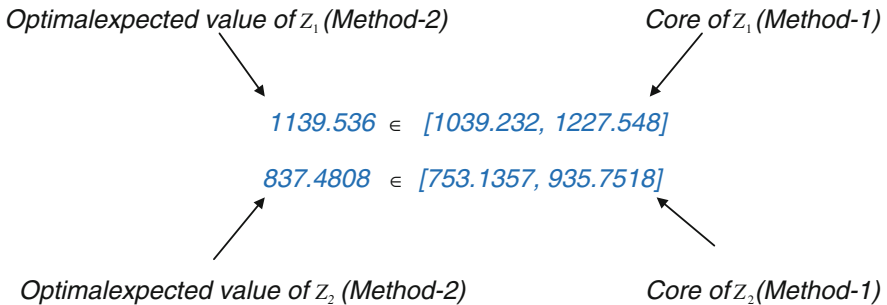 Optimalexpected value of Z₁ (Method-2) Core of Z₁ (Method-1)
1139.536 ∈ [1039.232, 1227.548]
837.4808 ∈ [753.1357, 935.7518]
Optimalexpected value of Z₂ (Method-2) Core of Z₂(Method-1)